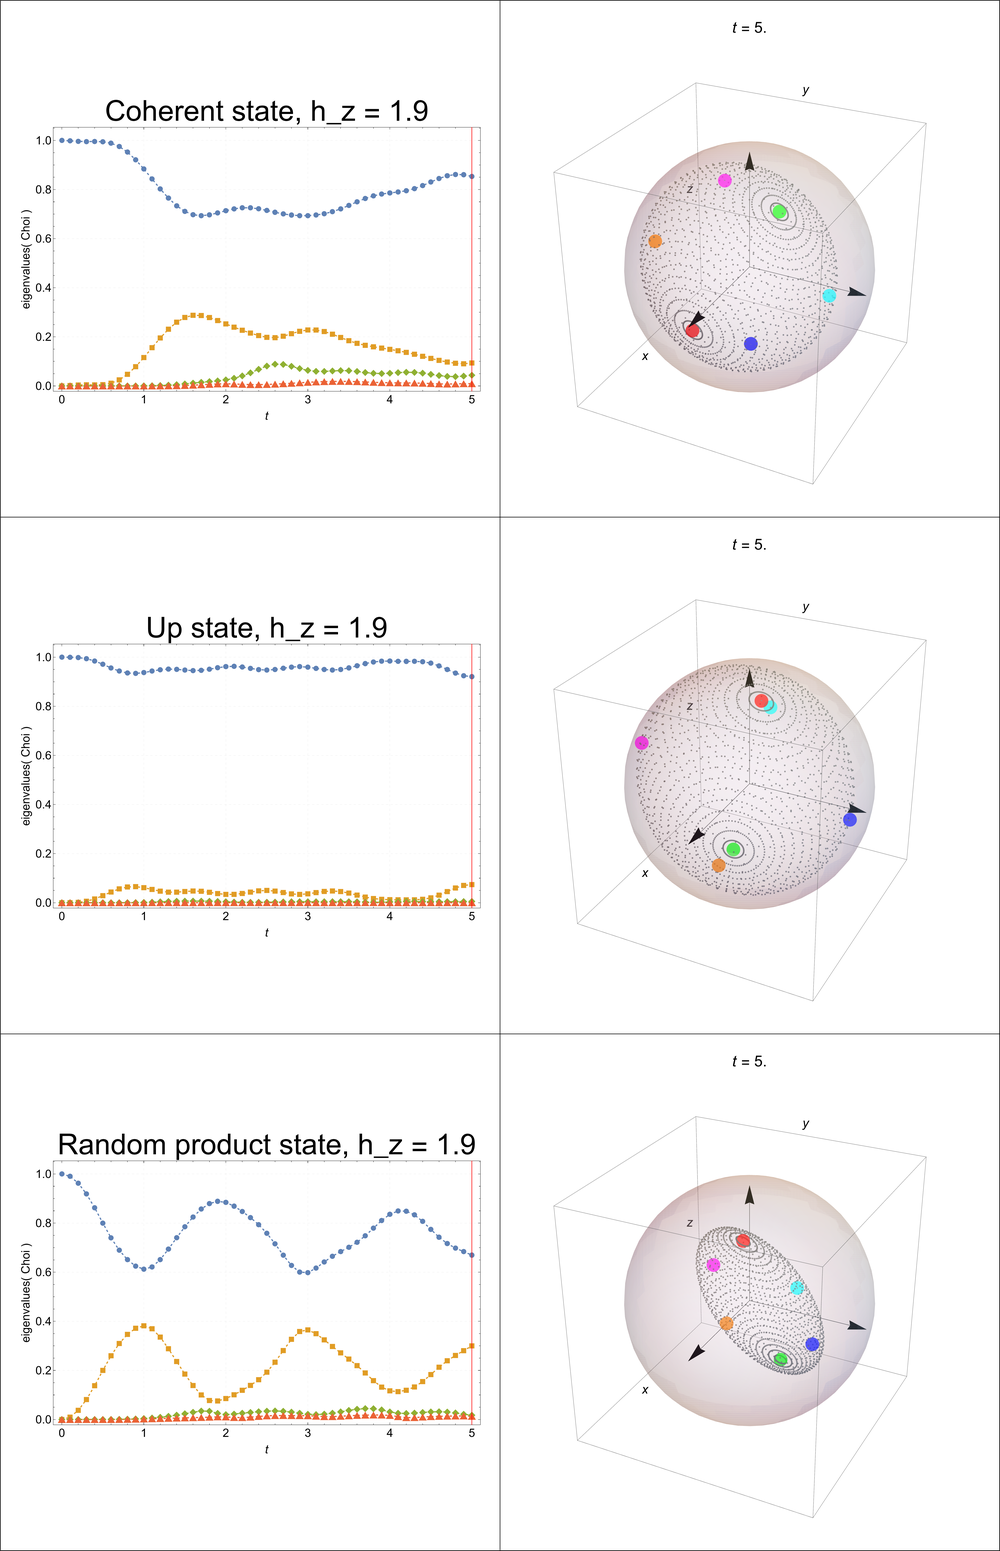 t = 5.
y
Coherent state, h_z = 1.9
1.0
0.8
0.6
0.4
0.2
0.0
eigenvalues( Choi )
0 1 2 3 4 5
t
z
x
t = 5.
y
Up state, h_z = 1.9
1.0
0.8
0.6
0.4
0.2
0.0
eigenvalues( Choi )
0 1 2 3 4 5
t
z
x
t = 5.
y
Random product state, h_z = 1.9
1.0
0.8
0.6
0.4
0.2
0.0
eigenvalues( Choi )
0 1 2 3 4 5
t
z
x